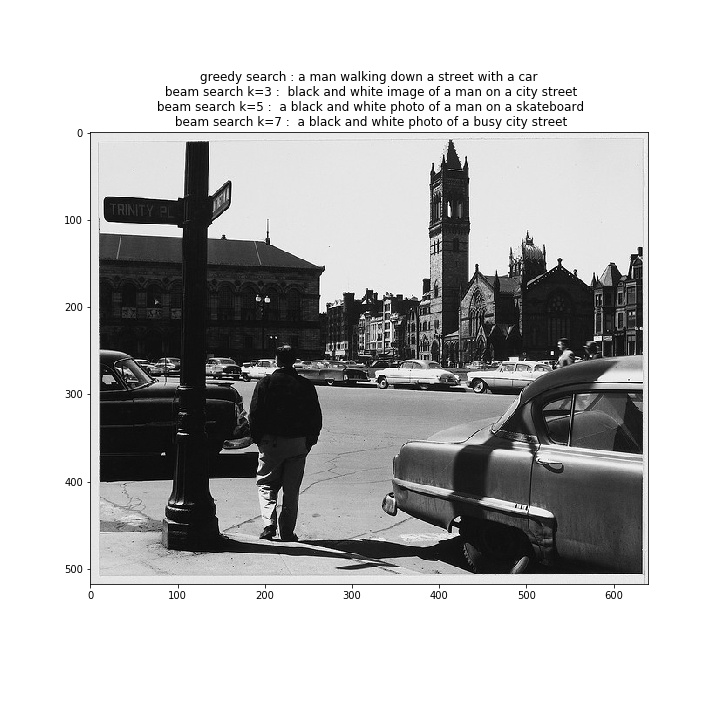 greedy search : a man walking down a street with a car
beam search k=3 : black and white image of a man on a city street
beam search k=5 : a black and white photo of a man on a skateboard
beam search k=7 : a black and white photo of a busy city street
0
100
200
300
400
500
TRINITY PL
0 100 200 300 400 500 600